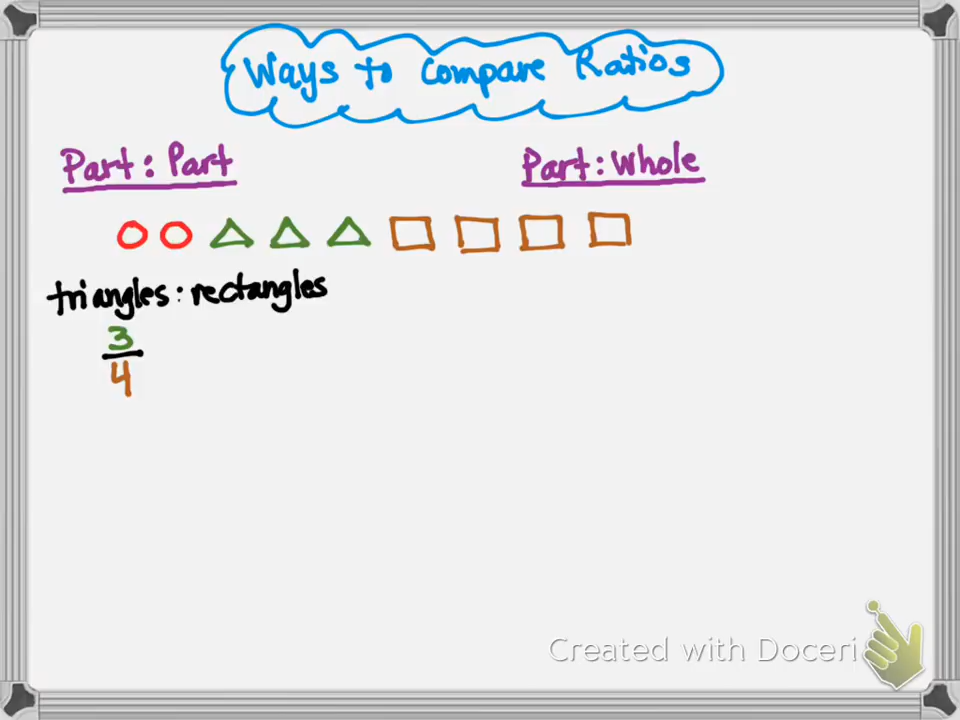 Ways to Compare Ratios
Part: Part
Part: Whole
triangles: rectangles
3
4
Created with Doceri